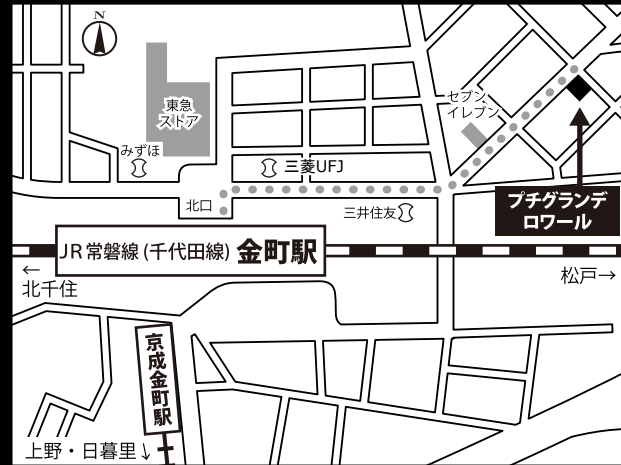 N
東急
ストア
セブン
イレブン
みずほ
三菱UFJ
北口
三井住友
プチグランデ
ロワール
JR常磐線(千代田線) 金町駅
←
北千住
松戸→
京成金町駅
上野・日暮里↓